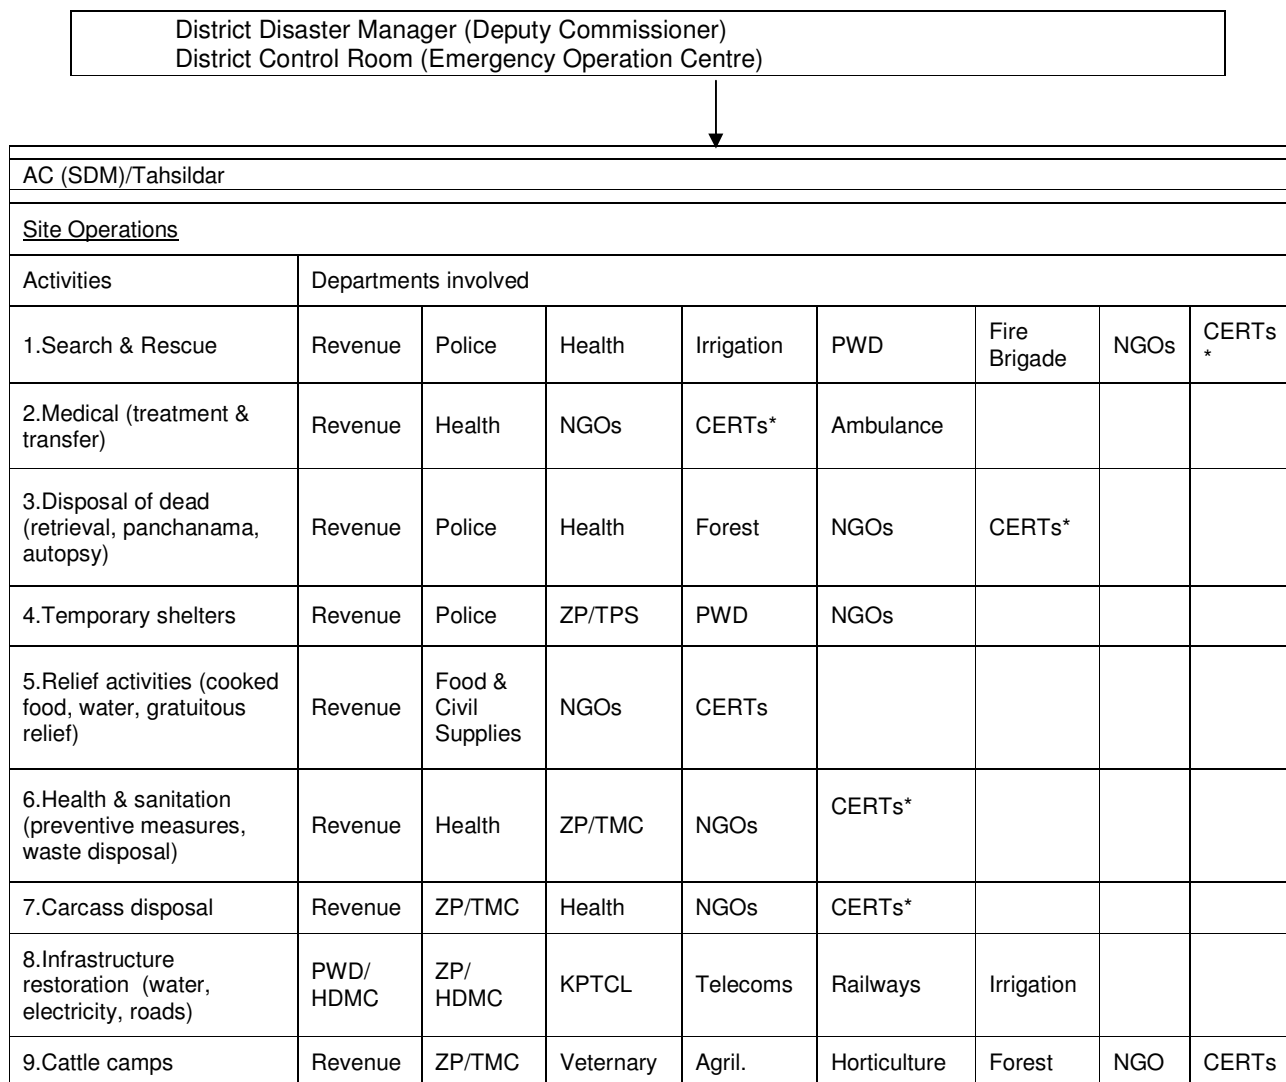 District Disaster Manager (Deputy Commissioner)
District Control Room (Emergency Operation Centre)
AC (SDM)/Tahsildar
Site Operations
Activities
Departments involved
1.Search & Rescue
Revenue
Police
Health
Irrigation
PWD
Fire
Brigade
NGOs
CERTs
*
2.Medical (treatment &
transfer)
Revenue
Health
NGOs
CERTs*
Ambulance
3.Disposal of dead
(retrieval, panchanama,
autopsy)
Revenue
Police
Health
Forest
NGOs
CERTs*
4.Temporary shelters
Revenue
Police
ZP/TPS
PWD
NGOs
5.Relief activities (cooked
food, water, gratuitous
relief)
Revenue
Food &
Civil
Supplies
NGOs
CERTs
6.Health & sanitation
(preventive measures,
waste disposal)
Revenue
Health
ZP/TMC
NGOs
CERTs*
7.Carcass disposal
Revenue
ZP/TMC
Health
NGOs
CERTs*
8.Infrastructure
restoration (water,
electricity, roads)
PWD/
HDMC
ZP/
HDMC
KPTCL
Telecoms
Railways
Irrigation
9.Cattle camps
Revenue
ZP/TMC
Veternary
Agril.
Horticulture
Forest
NGO
CERTs